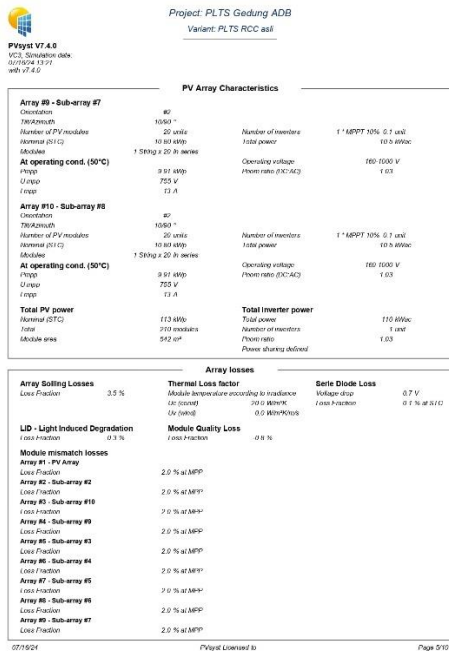 Project: PLTS Gedung ADB
Variant: PLTS RCC asli
PVsyst V7.4.0
VC3, Simulation date:
07/16/24 13:21
with v7.4.0
PV Array Characteristics
Array #9 - Sub-array #7
Orientation #2
Tilt/Azimuth 10/90 °
Number of PV modules 20 units Number of inverters 1 * MPPT 10% 0.1 unit
Nominal (STC) 10.80 kWp Total power 10.5 kWac
Modules 1 String x 20 In series
At operating cond. (50°C) Operating voltage 160-1000 V
Pmpp 9.91 kWp Pnom ratio (DC:AC) 1.03
U mpp 755 V
I mpp 13 A
Array #10 - Sub-array #8
Orientation #2
Tilt/Azimuth 10/90 °
Number of PV modules 20 units Number of inverters 1 * MPPT 10% 0.1 unit
Nominal (STC) 10.80 kWp Total power 10.5 kWac
Modules 1 String x 20 In series
At operating cond. (50°C) Operating voltage 160-1000 V
Pmpp 9.91 kWp Pnom ratio (DC:AC) 1.03
U mpp 755 V
I mpp 13 A
Total PV power Total inverter power
Nominal (STC) 113 kWp Total power 110 kWac
Total 210 modules Number of inverters 1 unit
Module area 542 m² Pnom ratio 1.03
Power sharing defined
Array losses
Array Soiling Losses Thermal Loss factor Serie Diode Loss
Loss Fraction 3.5 % Module temperature according to irradiance Voltage drop 0.7 V
Uc (const) 20.0 W/m²K Loss Fraction 0.1 % at STC
Uv (wind) 0.0 W/m²K/m/s
LID - Light Induced Degradation Module Quality Loss
Loss Fraction 0.3 % Loss Fraction -0.8 %
Module mismatch losses
Array #1 - PV Array
Loss Fraction 2.0 % at MPP
Array #2 - Sub-array #2
Loss Fraction 2.0 % at MPP
Array #3 - Sub-array #10
Loss Fraction 2.0 % at MPP
Array #4 - Sub-array #9
Loss Fraction 2.0 % at MPP
Array #5 - Sub-array #3
Loss Fraction 2.0 % at MPP
Array #6 - Sub-array #4
Loss Fraction 2.0 % at MPP
Array #7 - Sub-array #5
Loss Fraction 2.0 % at MPP
Array #8 - Sub-array #6
Loss Fraction 2.0 % at MPP
Array #9 - Sub-array #7
Loss Fraction 2.0 % at MPP
07/16/24 PVsyst Licensed to Page 5/10